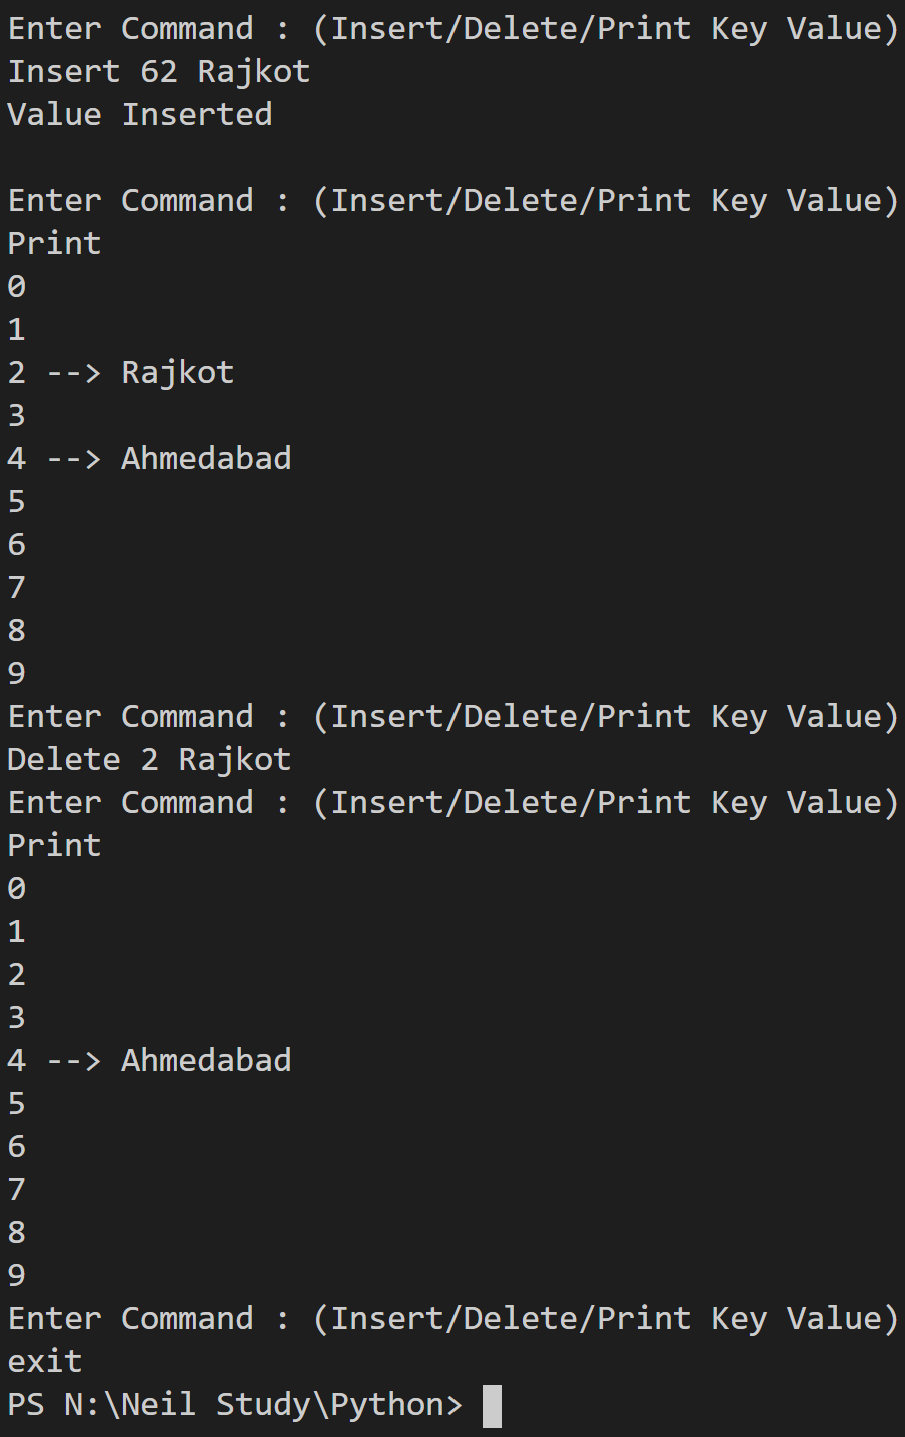 Enter Command : (Insert/Delete/Print Key Value)
Insert 62 Rajkot
Value Inserted
Enter Command : (Insert/Delete/Print Key Value)
Print
0
1
2 --> Rajkot
3
4 --> Ahmedabad
5
6
7
8
9
Enter Command : (Insert/Delete/Print Key Value)
Delete 2 Rajkot
Enter Command : (Insert/Delete/Print Key Value)
Print
0
1
2
3
4 --> Ahmedabad
5
6
7
8
9
Enter Command : (Insert/Delete/Print Key Value)
exit
PS N:\Neil Study\Python>